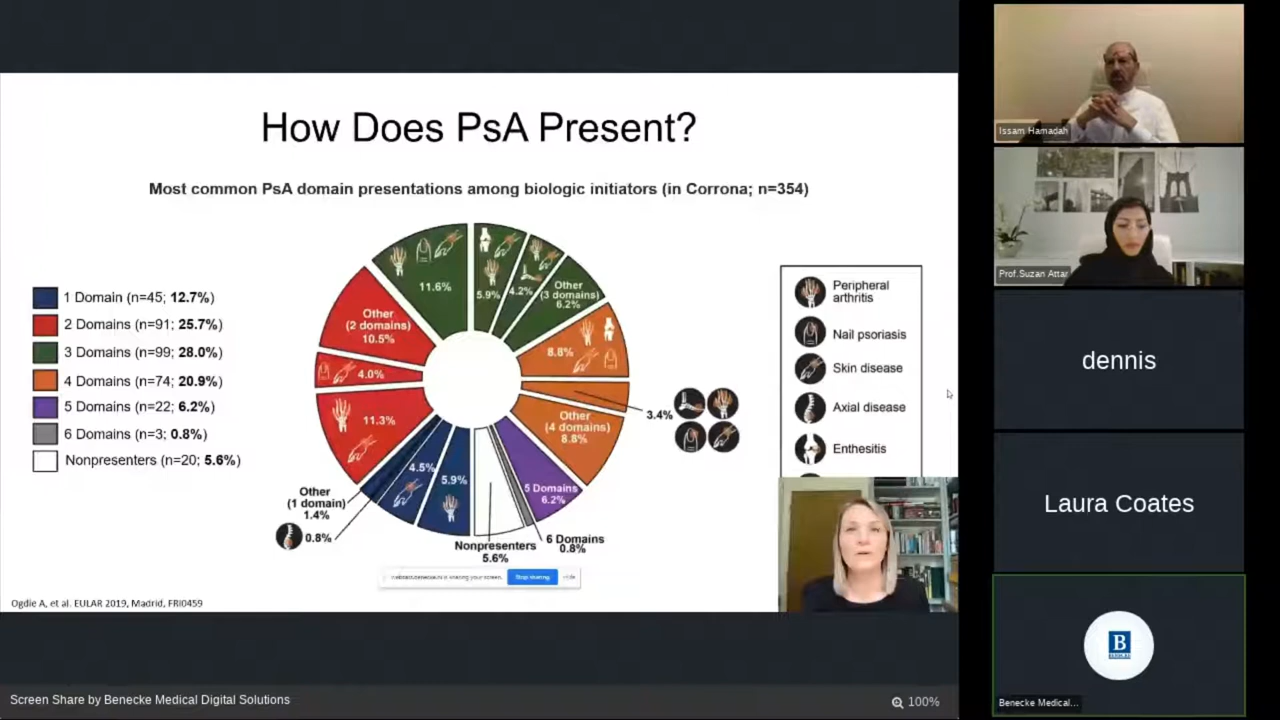 How Does PsA Present?
Most common PsA domain presentations among biologic initiators (in Corrona; n=354)
1 Domain (n=45; 12.7%)
2 Domains (n=91; 25.7%)
3 Domains (n=99; 28.0%)
4 Domains (n=74; 20.9%)
5 Domains (n=22; 6.2%)
6 Domains (n=3; 0.8%)
Nonpresenters (n=20; 5.6%)
11.6%
5.9%
4.2%
Other
(3 domains)
6.2%
8.8%
3.4%
Other
(4 domains)
8.8%
5 Domains
6.2%
6 Domains
0.8%
Nonpresenters
5.6%
5.9%
4.5%
0.8%
Other
(1 domain)
1.4%
11.3%
4.0%
Other
(2 domains)
10.5%
Peripheral
arthritis
Nail psoriasis
Skin disease
Axial disease
Enthesitis
is sharing your screen.
Stop sharing
Hide
Ogdie A, et al. EULAR 2019, Madrid, FRI0459
Screen Share by Benecke Medical Digital Solutions
100%
Issam Hamadah
Prof.Suzan Attar
dennis
Laura Coates
B
Benecke Medical...